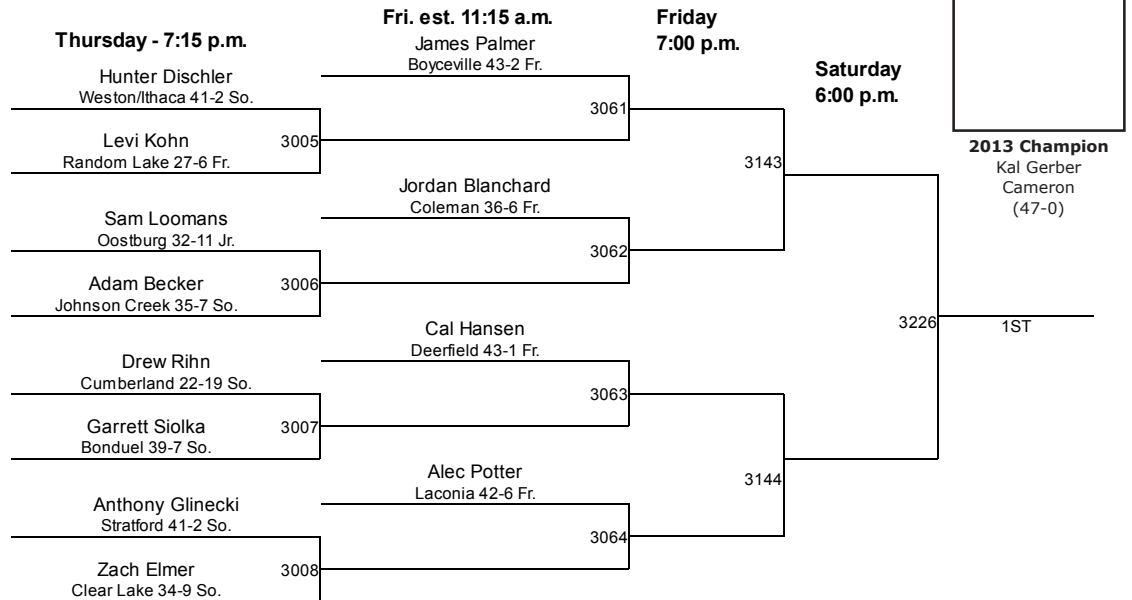 Thursday - 7:15 p.m.
Fri. est. 11:15 a.m.
Friday
7:00 p.m.
Saturday
6:00 p.m.
Hunter Dischler
Weston/Ithaca 41-2 So.
Levi Kohn
Random Lake 27-6 Fr.
3005
Sam Loomans
Oostburg 32-11 Jr.
Adam Becker
Johnson Creek 35-7 So.
3006
Drew Rihn
Cumberland 22-19 So.
Garrett Siolka
Bonduel 39-7 So.
3007
Anthony Glinecki
Stratford 41-2 So.
Zach Elmer
Clear Lake 34-9 So.
3008
James Palmer
Boyceville 43-2 Fr.
3061
Jordan Blanchard
Coleman 36-6 Fr.
3062
Cal Hansen
Deerfield 43-1 Fr.
3063
Alec Potter
Laconia 42-6 Fr.
3064
3143
3144
3226
1ST
2013 Champion
Kal Gerber
Cameron
(47-0)